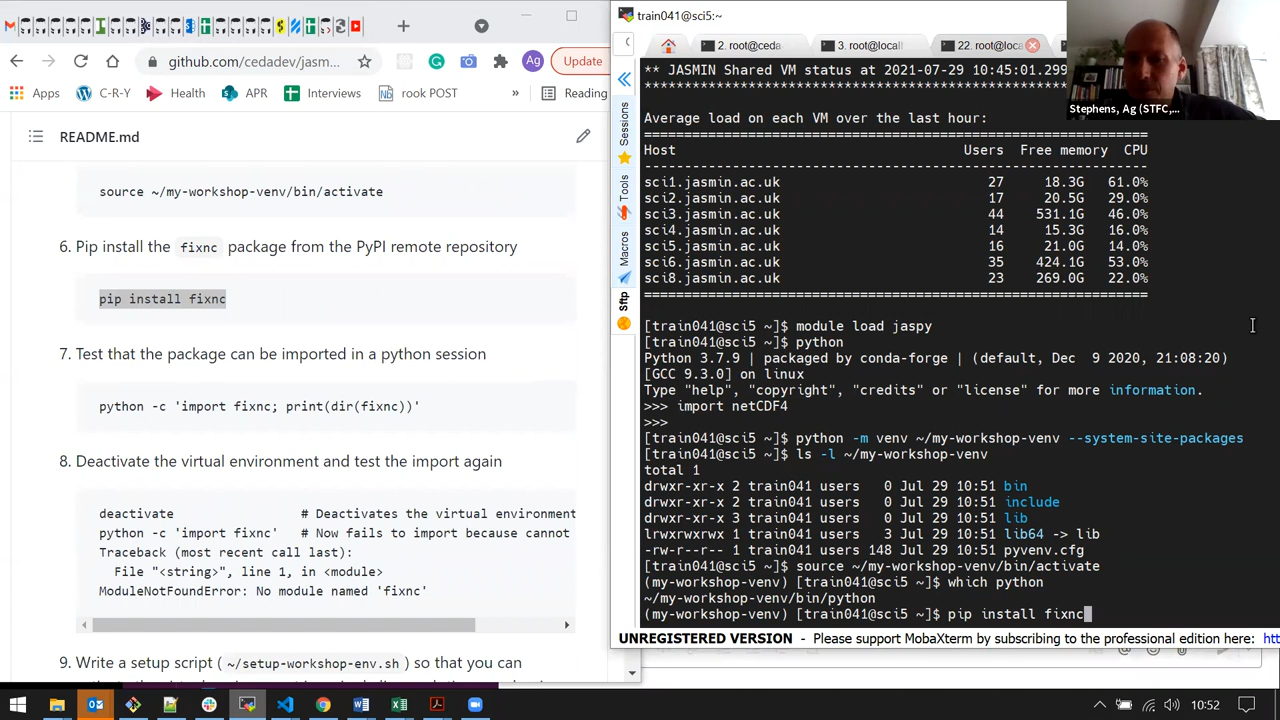 github.com/cedadev/jasm...
Ag
Update
Apps
C-R-Y
Health
APR
Interviews
rook POST
»
Reading
README.md
source ~/my-workshop-venv/bin/activate
6. Pip install the fixnc package from the PyPI remote repository
pip install fixnc
7. Test that the package can be imported in a python session
python -c 'import fixnc; print(dir(fixnc))'
8. Deactivate the virtual environment and test the import again
deactivate # Deactivates the virtual environment
python -c 'import fixnc' # Now fails to import because cannot
Traceback (most recent call last):
File "<string>", line 1, in <module>
ModuleNotFoundError: No module named 'fixnc'
9. Write a setup script ( ~/setup-workshop-env.sh ) so that you can
train041@sci5:~
2. root@ceda
3. root@local
22. root@loca
Sessions
Tools
Macros
Sftp
Stephens, Ag (STFC,...
** JASMIN Shared VM status at 2021-07-29 10:45:01.299
Average load on each VM over the last hour:
Host Users Free memory CPU
sci1.jasmin.ac.uk 27 18.3G 61.0%
sci2.jasmin.ac.uk 17 20.5G 29.0%
sci3.jasmin.ac.uk 44 531.1G 46.0%
sci4.jasmin.ac.uk 14 15.3G 16.0%
sci5.jasmin.ac.uk 16 21.0G 14.0%
sci6.jasmin.ac.uk 35 424.1G 53.0%
sci8.jasmin.ac.uk 23 269.0G 22.0%
[train041@sci5 ~]$ module load jaspy
[train041@sci5 ~]$ python
Python 3.7.9 | packaged by conda-forge | (default, Dec 9 2020, 21:08:20)
[GCC 9.3.0] on linux
Type "help", "copyright", "credits" or "license" for more information.
>>> import netCDF4
>>>
[train041@sci5 ~]$ python -m venv ~/my-workshop-venv --system-site-packages
[train041@sci5 ~]$ ls -l ~/my-workshop-venv
total 1
drwxr-xr-x 2 train041 users 0 Jul 29 10:51 bin
drwxr-xr-x 2 train041 users 0 Jul 29 10:51 include
drwxr-xr-x 3 train041 users 0 Jul 29 10:51 lib
lrwxrwxrwx 1 train041 users 3 Jul 29 10:51 lib64 -> lib
-rw-r--r-- 1 train041 users 148 Jul 29 10:51 pyvenv.cfg
[train041@sci5 ~]$ source ~/my-workshop-venv/bin/activate
(my-workshop-venv) [train041@sci5 ~]$ which python
~/my-workshop-venv/bin/python
(my-workshop-venv) [train041@sci5 ~]$ pip install fixnc
UNREGISTERED VERSION - Please support MobaXterm by subscribing to the professional edition here: htt
10:52